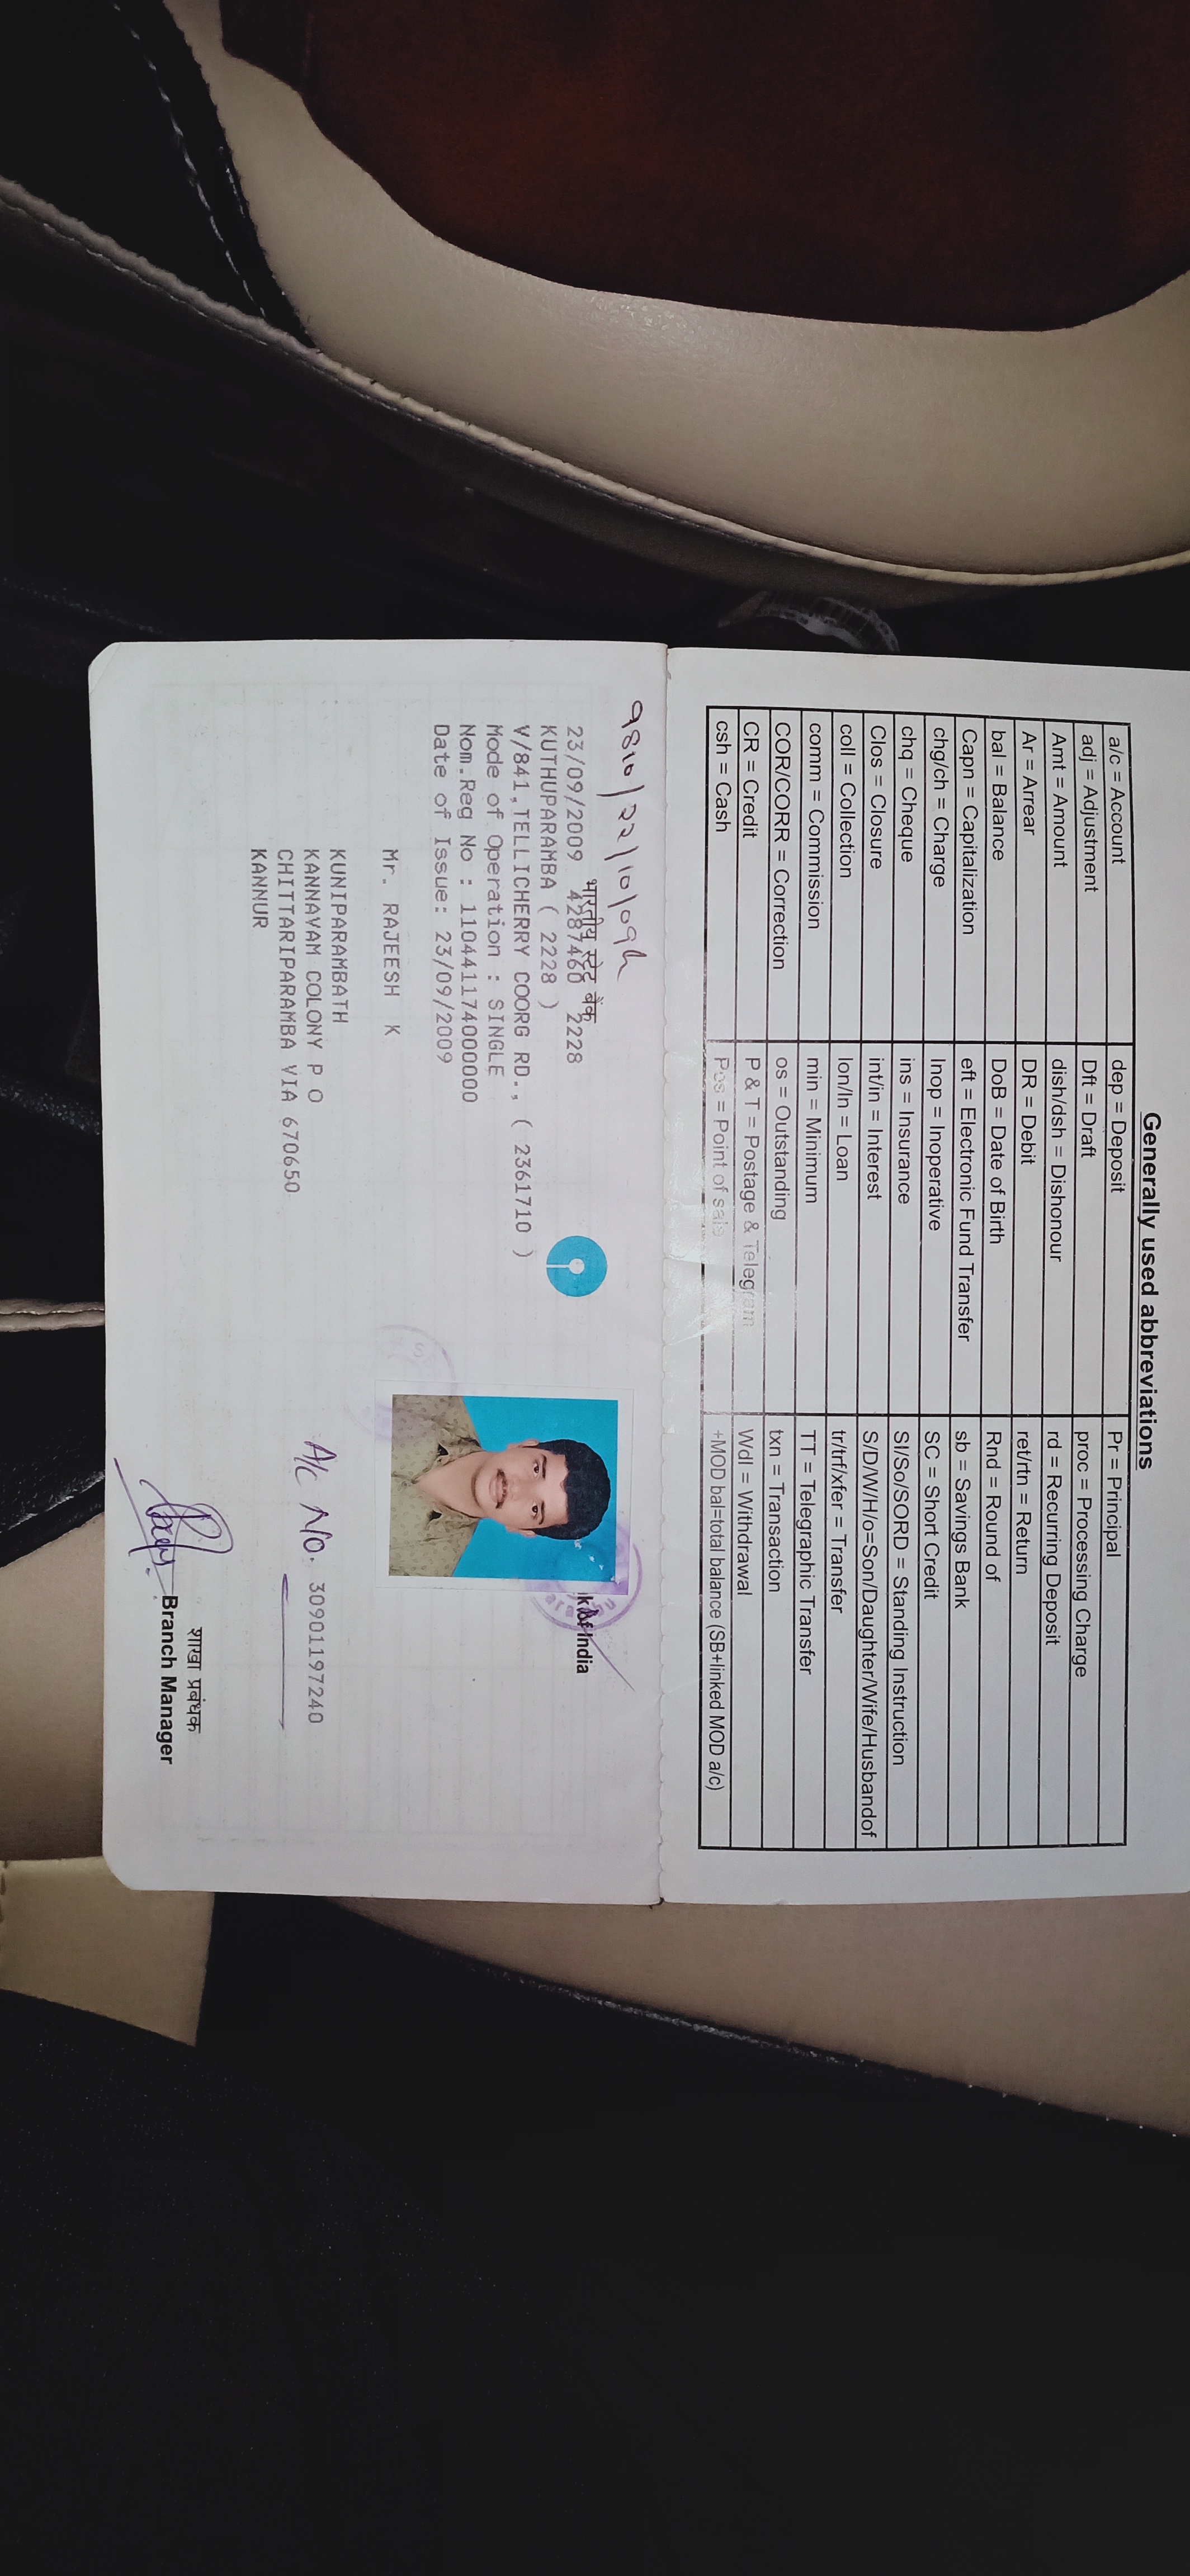 Generally used abbreviations
a/c = Account dep = Deposit Pr = Principal
adj = Adjustment Dft = Draft proc = Processing Charge
Amt = Amount dish/dsh = Dishonour rd = Recurring Deposit
Ar = Arrear DR = Debit ret/rtn = Return
bal = Balance DoB = Date of Birth Rnd = Round of
Capn = Capitalization eft = Electronic Fund Transfer sb = Savings Bank
chg/ch = Charge Inop = Inoperative SC = Short Credit
chq = Cheque ins = Insurance SI/So/SORD = Standing Instruction
Clos = Closure int/in = Interest S/D/W/H/o=Son/Daughter/Wife/Husbandof
coll = Collection lon/ln = Loan tr/trf/xfer = Transfer
comm = Commission min = Minimum TT = Telegraphic Transfer
COR/CORR = Correction os = Outstanding txn = Transaction
CR = Credit P & T = Postage & Telegram Wdl = Withdrawal
csh = Cash Pos = Point of sale +MOD bal=total balance (SB+linked MOD a/c)
9810/22/10/09
भारतीय स्टेट बैंक k of India
23/09/2009 4287460 2228
KUTHUPARAMBA ( 2228 )
V/841,TELLICHERRY COORG RD., ( 2361710 )
Mode of Operation : SINGLE
Nom.Reg No : 1104411740000000
Date of Issue: 23/09/2009
Mr. RAJEESH K
KUNIPARAMBATH
KANNAVAM COLONY P O
CHITTARIPARAMBA VIA 670650
KANNUR
A/c No. 30901197240
शाखा प्रबंधक
Branch Manager